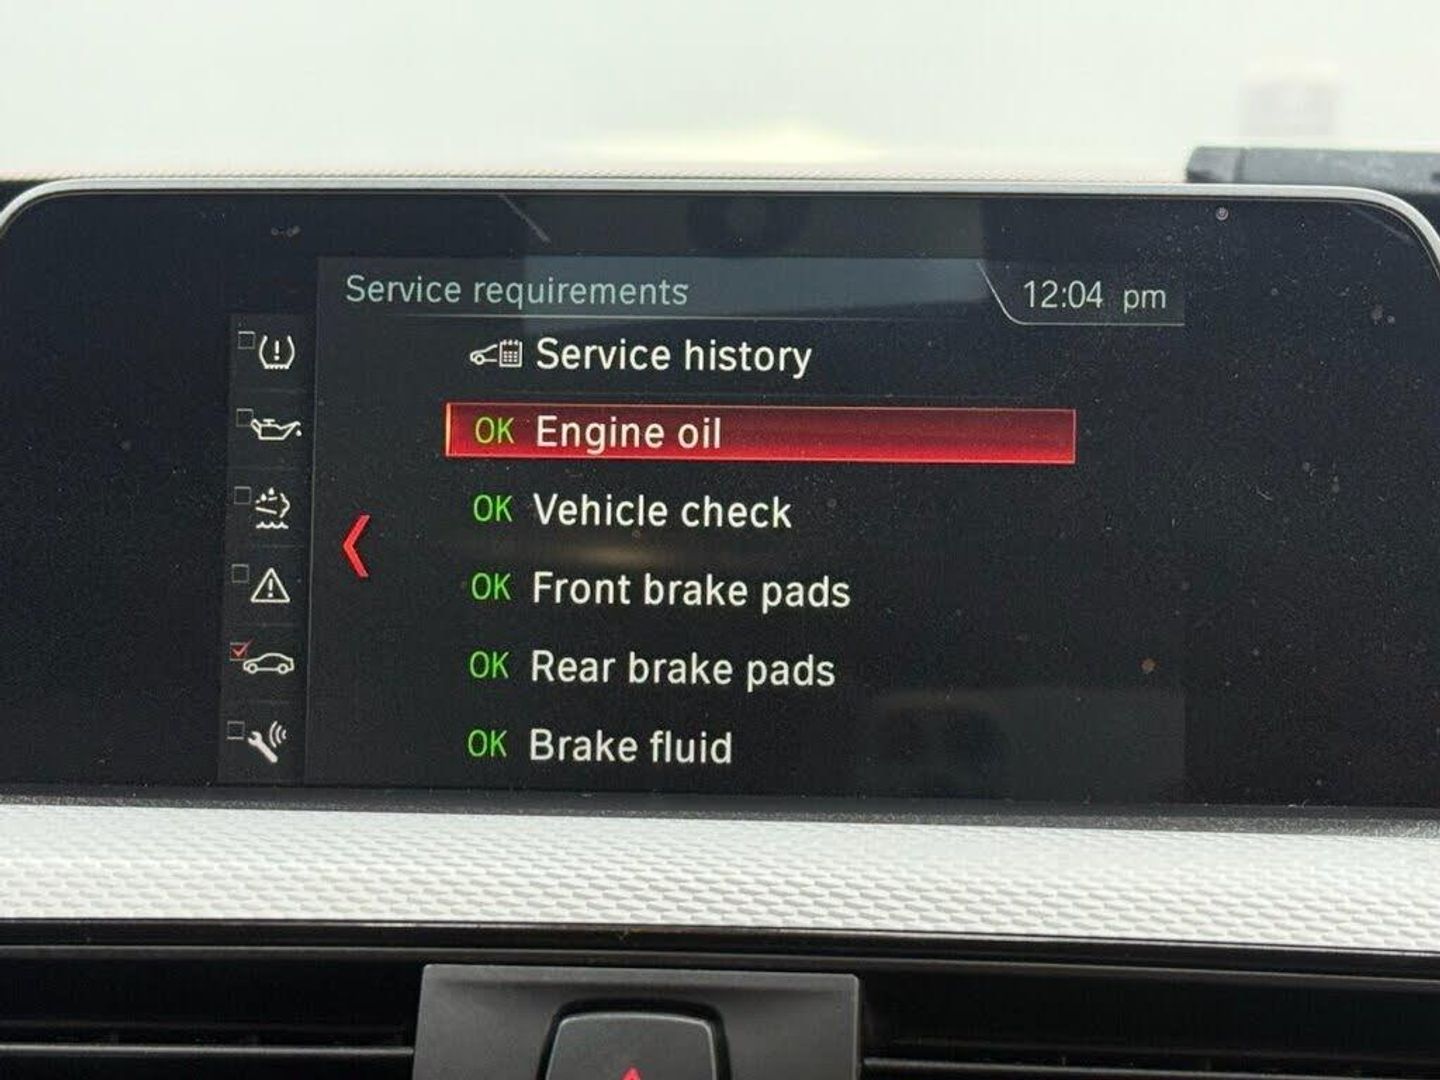 Service requirements
12:04 pm
Service history
OK Engine oil
OK Vehicle check
OK Front brake pads
OK Rear brake pads
OK Brake fluid